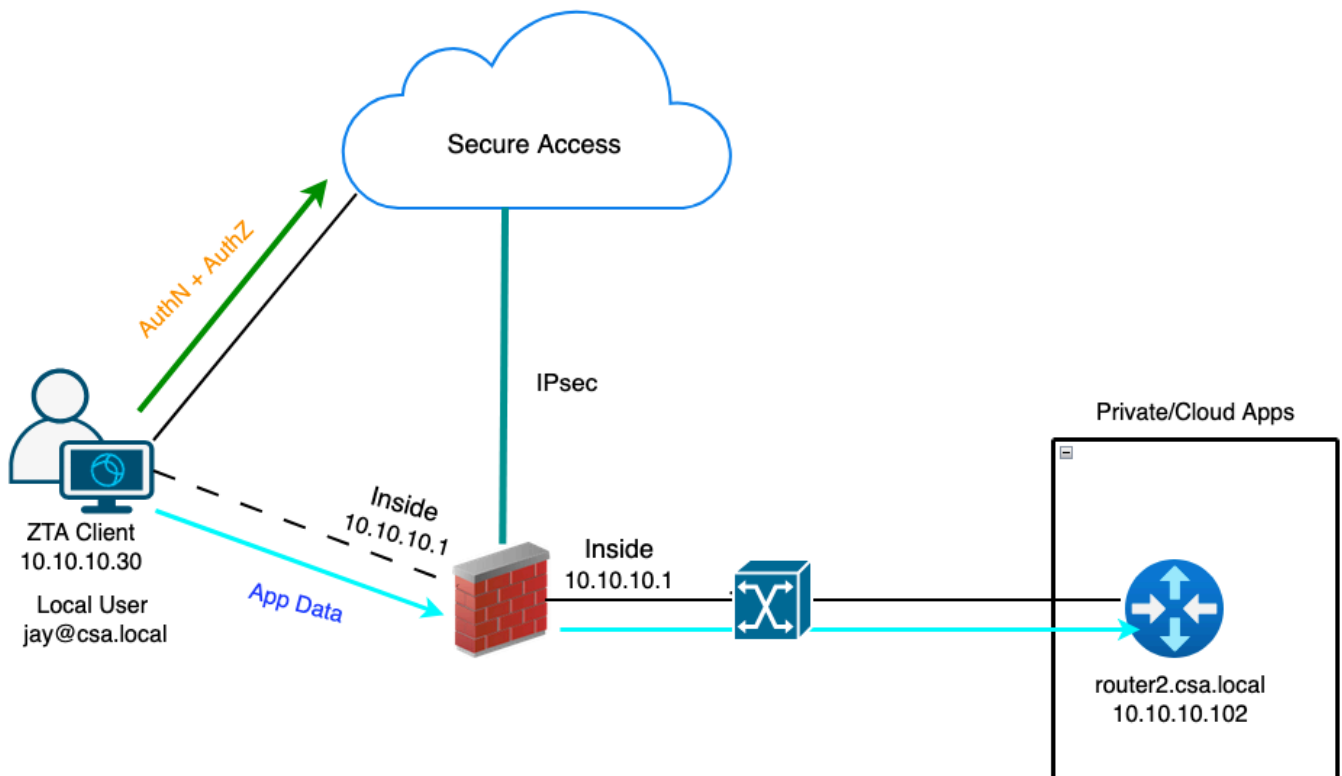 Secure Access
AuthN + AuthZ
IPsec
Private/Cloud Apps
Inside
10.10.10.1
Inside
10.10.10.1
ZTA Client
10.10.10.30
App Data
Local User
jay@csa.local
router2.csa.local
10.10.10.102